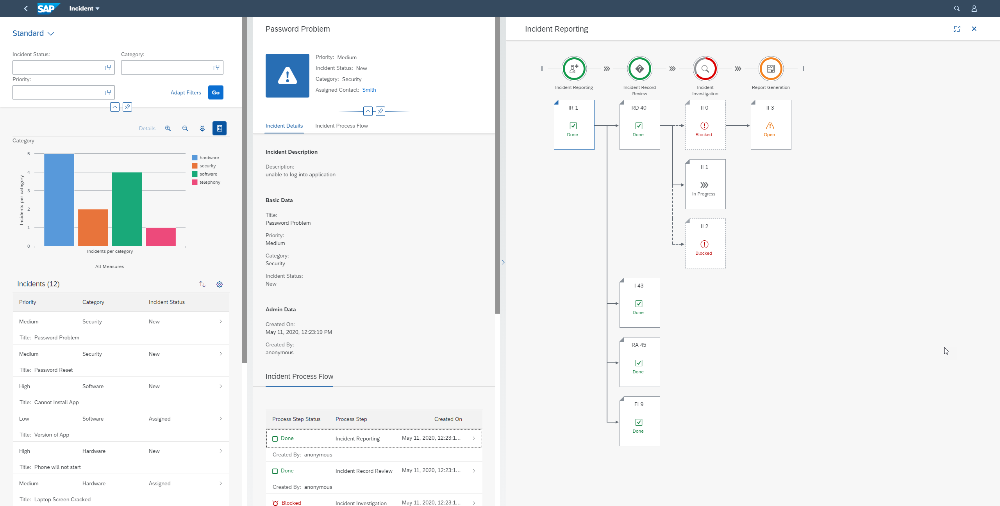 SAP
Incident
Standard
Incident Status:
Category:
Priority:
Adapt Filters
Go
Details
Category
5
4
3
2
1
0
Incidents per category
hardware
security
software
telephony
Incidents per category
All Measures
Incidents (12)
Priority Category Incident Status
Medium Security New
Title: Password Problem
Medium Security New
Title: Password Reset
High Software New
Title: Cannot Install App
Low Software Assigned
Title: Version of App
High Hardware New
Title: Phone will not start
Medium Hardware Assigned
Title: Laptop Screen Cracked
Password Problem
Priority: Medium
Incident Status: New
Category: Security
Assigned Contact: Smith
Incident Details Incident Process Flow
Incident Description
Description:
unable to log into application
Basic Data
Title:
Password Problem
Priority:
Medium
Category:
Security
Incident Status:
New
Admin Data
Created On:
May 11, 2020, 12:23:19 PM
Created By:
anonymous
Incident Process Flow
Process Step Status Process Step Created On
Done Incident Reporting May 11, 2020, 12:23:1...
Created By: anonymous
Done Incident Record Review May 11, 2020, 12:23:1...
Created By: anonymous
Blocked Incident Investigation May 11, 2020, 12:23:1...
Incident Reporting
Incident Reporting
Incident Record
Review
Incident
Investigation
Report Generation
IR 1
Done
RD 40
Done
II 0
Blocked
II 3
Open
II 1
In Progress
II 2
Blocked
I 43
Done
RA 45
Done
FI 9
Done